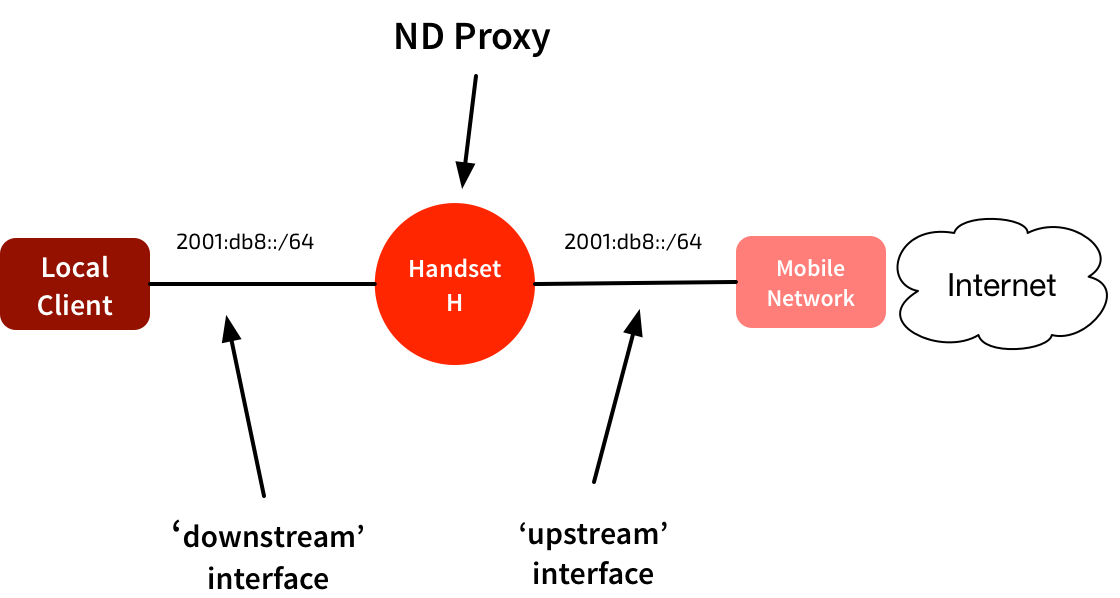 ND Proxy
2001:db8::/64
2001:db8::/64
Local
Client
Handset
H
Mobile
Network
Internet
‘downstream’
interface
‘upstream’
interface